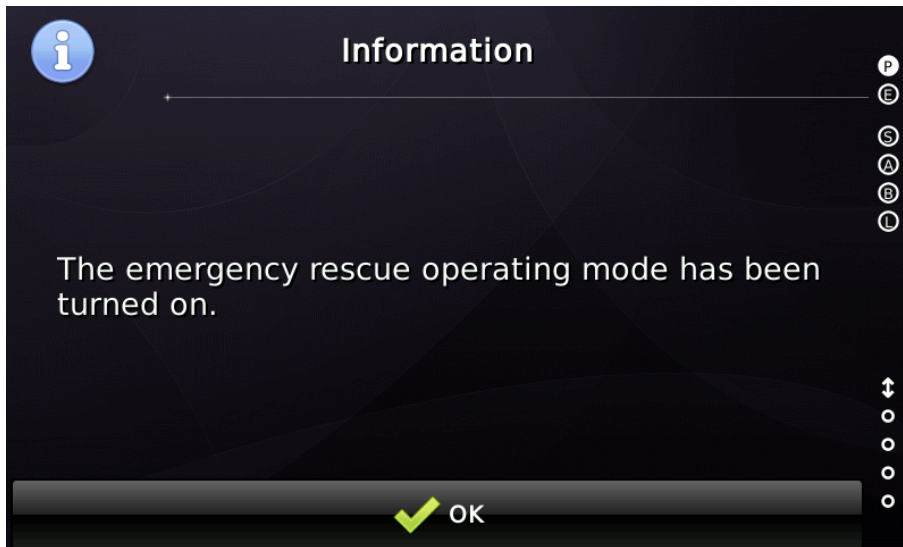 Information
P
E
S
A
B
L
The emergency rescue operating mode has been
turned on.
OK